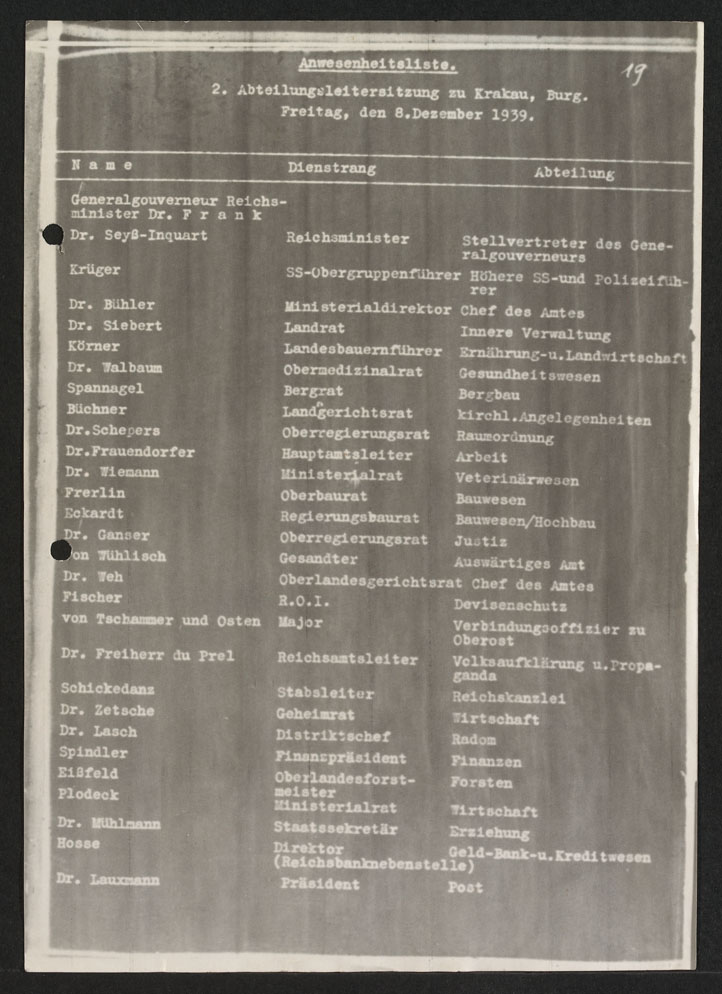 Anwesenheitsliste.
19
2. Abteilungsleitersitzung zu Krakau, Burg.
Freitag, den 8.Dezember 1939.
N a m e Dienstrang Abteilung
Generalgouverneur Reichs-
minister Dr. F r a n k
Dr. Seyß-Inquart Reichsminister Stellvertreter des Gene-
ralgouverneurs
Krüger SS-Obergruppenführer Höhere SS-und Polizeifüh-
rer
Dr. Bühler Ministerialdirektor Chef des Amtes
Dr. Siebert Landrat Innere Verwaltung
Körner Landesbauernführer Ernährung-u.Landwirtschaft
Dr. Walbaum Obermedizinalrat Gesundheitswesen
Spannagel Bergrat Bergbau
Büchner Landgerichtsrat kirchl.Angelegenheiten
Dr.Schepers Oberregierungsrat Raumordnung
Dr.Frauendorfer Hauptamtsleiter Arbeit
Dr. Wiemann Ministerialrat Veterinärwesen
Frerlin Oberbaurat Bauwesen
Eckardt Regierungsbaurat Bauwesen/Hochbau
Dr. Ganser Oberregierungsrat Justiz
von Wühlisch Gesandter Auswärtiges Amt
Dr. Weh Oberlandesgerichtsrat Chef des Amtes
Fischer R.O.I. Devisenschutz
von Tschammer und Osten Major Verbindungsoffizier zu
Oberost
Dr. Freiherr du Prel Reichsamtsleiter Volksaufklärung u.Propa-
ganda
Schickedanz Stabsleiter Reichskanzlei
Dr. Zetsche Geheimrat Wirtschaft
Dr. Lasch Distriktschef Radom
Spindler Finanzpräsident Finanzen
Eißfeld Oberlandesforst- Forsten
meister
Plodeck Ministerialrat Wirtschaft
Dr. Mühlmann Staatssekretär Erziehung
Hosse Direktor Geld-Bank-u.Kreditwesen
(Reichsbanknebenstelle)
Dr. Lauxmann Präsident Post